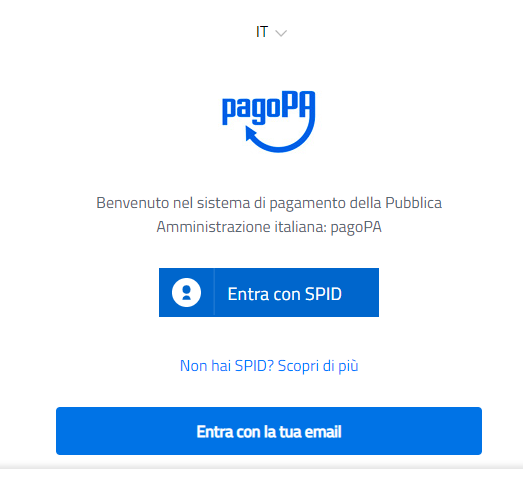 IT
pagoPA
Benvenuto nel sistema di pagamento della Pubblica
Amministrazione italiana: pagoPA
Entra con SPID
Non hai SPID? Scopri di più
Entra con la tua email